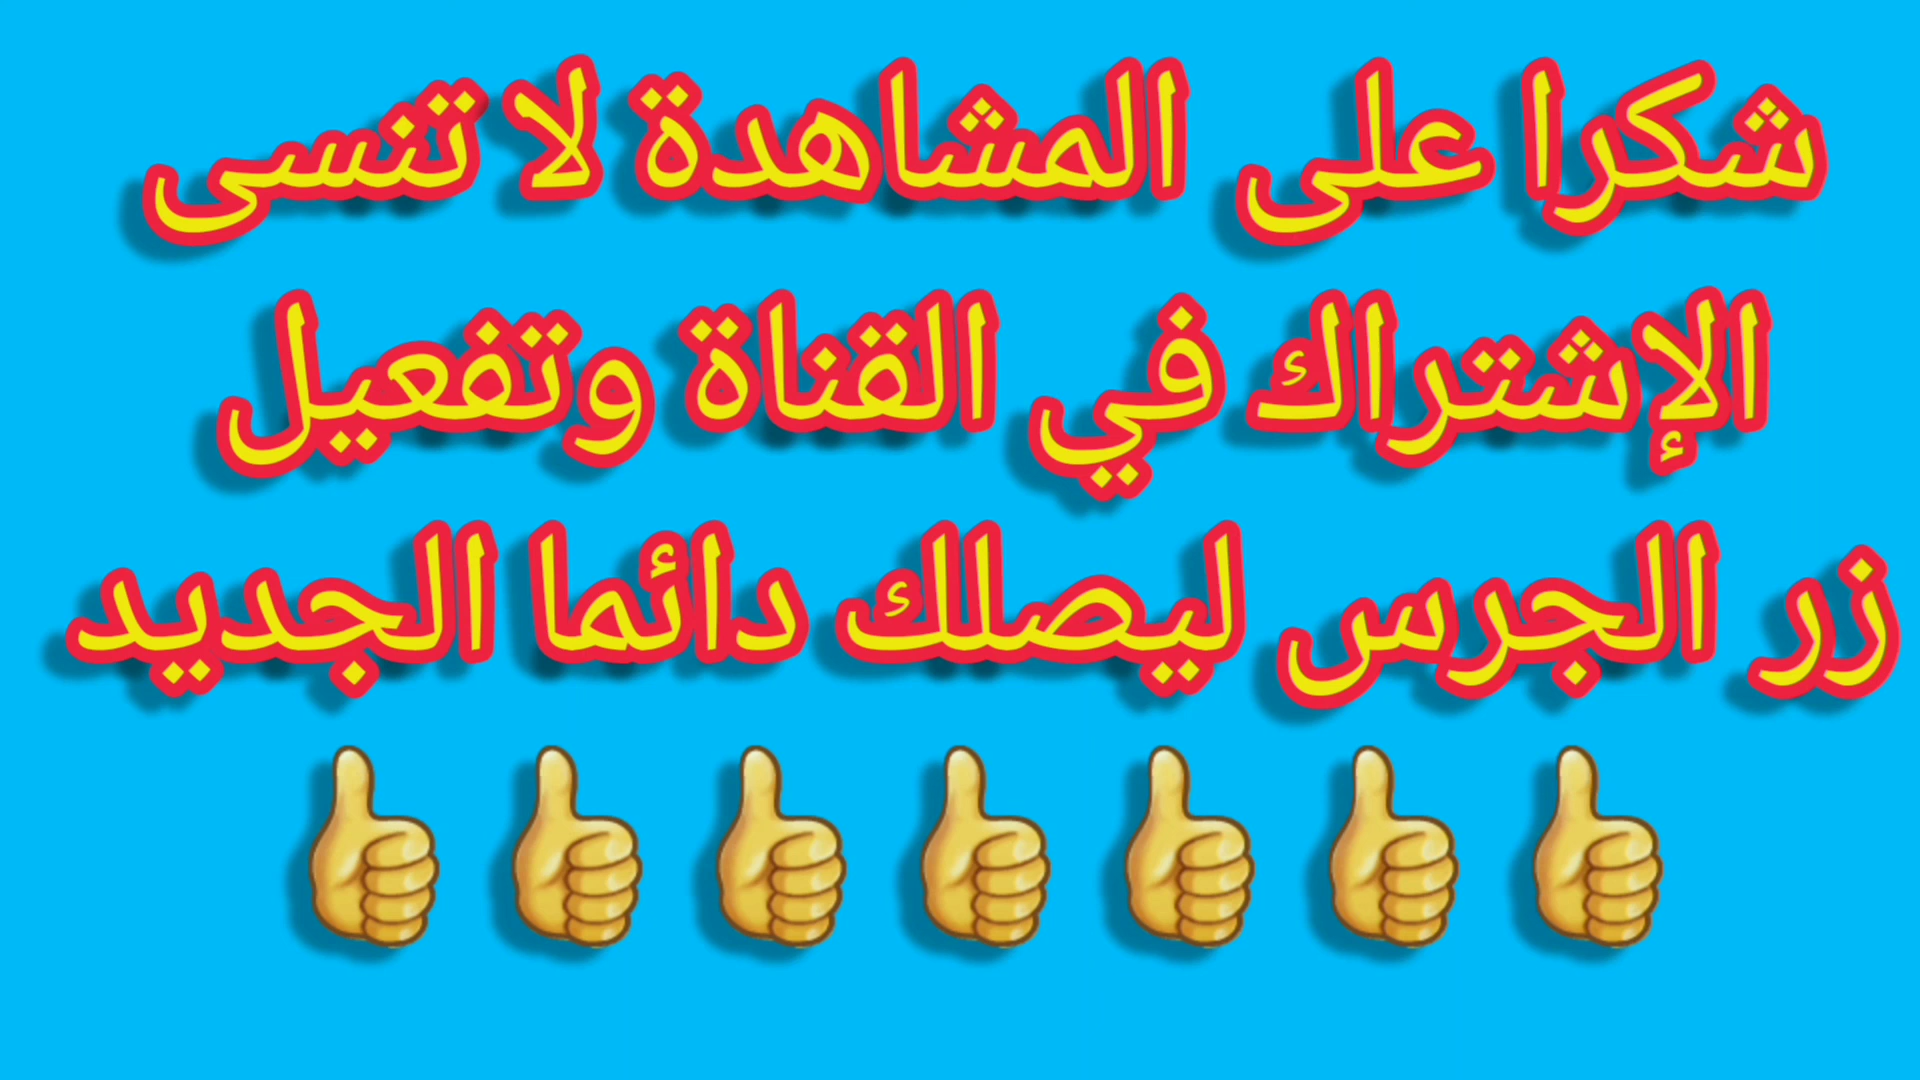 شكرا على المشاهدة لا تنسى
الإشتراك في القناة وتفعيل
زر الجرس ليصلك دائما الجديد
👍👍👍👍👍👍👍